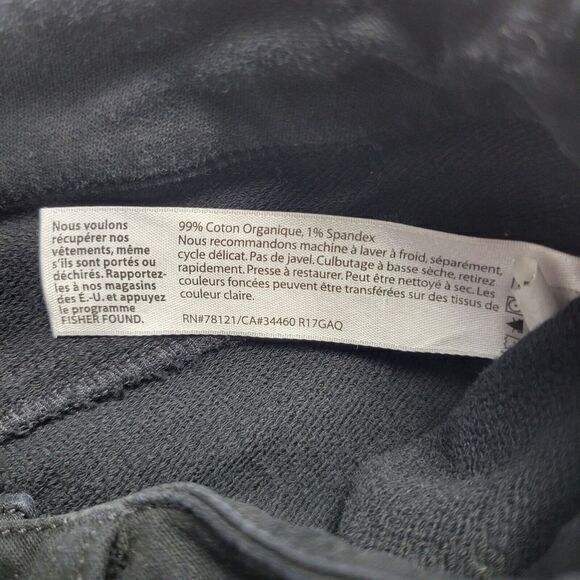 Nous voulons
récupérer nos
vêtements, même
s'ils sont portés ou
déchirés. Rapportez-
les à nos magasins
des É.-U. et appuyez
le programme
FISHER FOUND.
99% Coton Organique, 1% Spandex
Nous recommandons machine à laver à froid, séparément,
cycle délicat. Pas de javel. Culbutage à basse sèche, retirez
rapidement. Presse à restaurer. Peut être nettoyé à sec. Les
couleurs foncées peuvent être transférées sur des tissus de
couleur claire.
RN#78121/CA#34460 R17GAQ